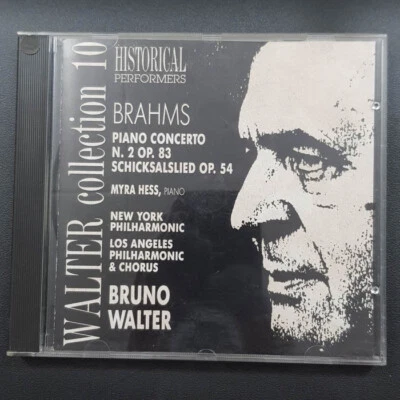 WALTER collection 10
HISTORICAL
PERFORMERS
BRAHMS
PIANO CONCERTO
N. 2 OP. 83
SCHICKSALSLIED OP. 54
MYRA HESS, PIANO
NEW YORK
PHILHARMONIC
LOS ANGELES
PHILHARMONIC
& CHORUS
BRUNO
WALTER